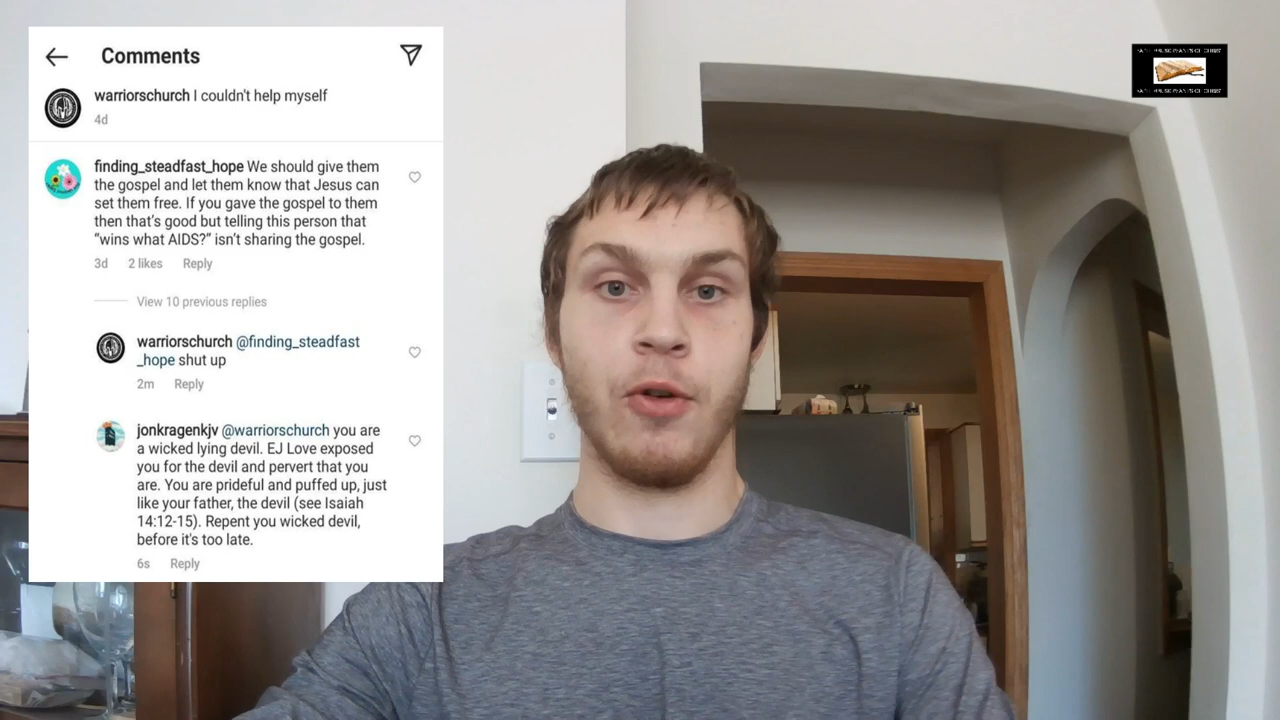 Comments
warriorschurch I couldn't help myself
4d
finding_steadfast_hope We should give them
the gospel and let them know that Jesus can
set them free. If you gave the gospel to them
then that's good but telling this person that
"wins what AIDS?" isn't sharing the gospel.
3d 2 likes Reply
View 10 previous replies
warriorschurch @finding_steadfast
_hope shut up
2m Reply
jonkragenkjv @warriorschurch you are
a wicked lying devil. EJ Love exposed
you for the devil and pervert that you
are. You are prideful and puffed up, just
like your father, the devil (see Isaiah
14:12-15). Repent you wicked devil,
before it's too late.
6s Reply